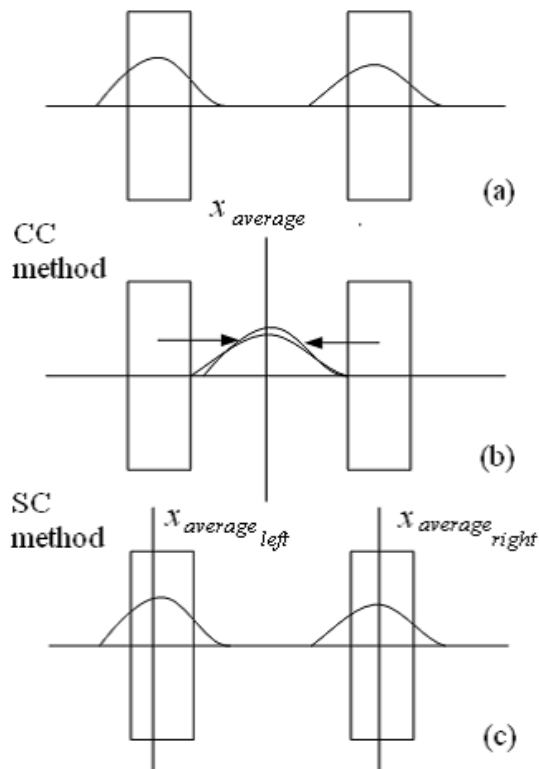 (a)
x average
CC
method
(b)
SC
method
x average left
x average right
(c)